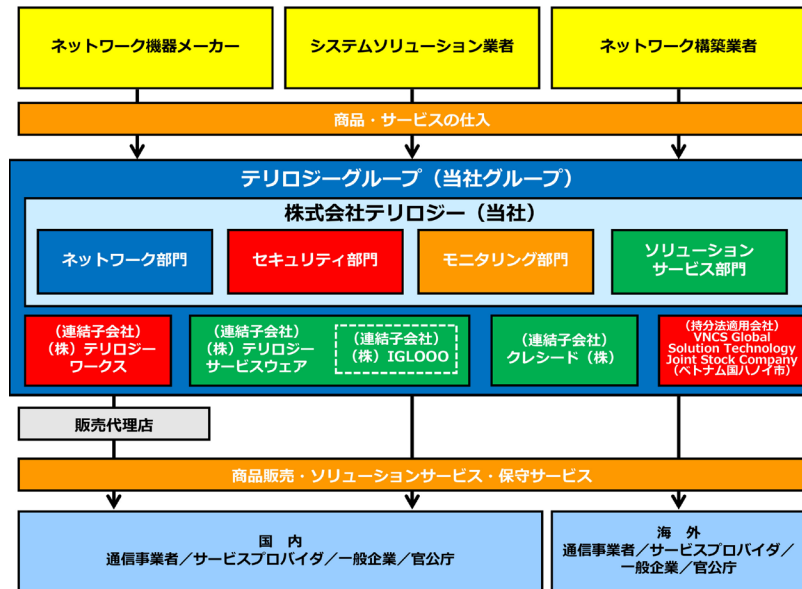 ネットワーク機器メーカー
システムソリューション業者
ネットワーク構築業者
商品・サービスの仕入
テリロジーグループ（当社グループ）
株式会社テリロジー（当社）
ネットワーク部門
セキュリティ部門
モニタリング部門
ソリューション
サービス部門
（連結子会社）
（株）テリロジー
ワークス
（連結子会社）
（株）テリロジー
サービスウェア
（連結子会社）
（株）IGLOOO
（連結子会社）
クレシード（株）
（持分法適用会社）
VNCS Global
Solution Technology
Joint Stock Company
（ベトナム国ハノイ市）
販売代理店
商品販売・ソリューションサービス・保守サービス
国　内
通信事業者／サービスプロバイダ／一般企業／官公庁
海　外
通信事業者／サービスプロバイダ／
一般企業／官公庁